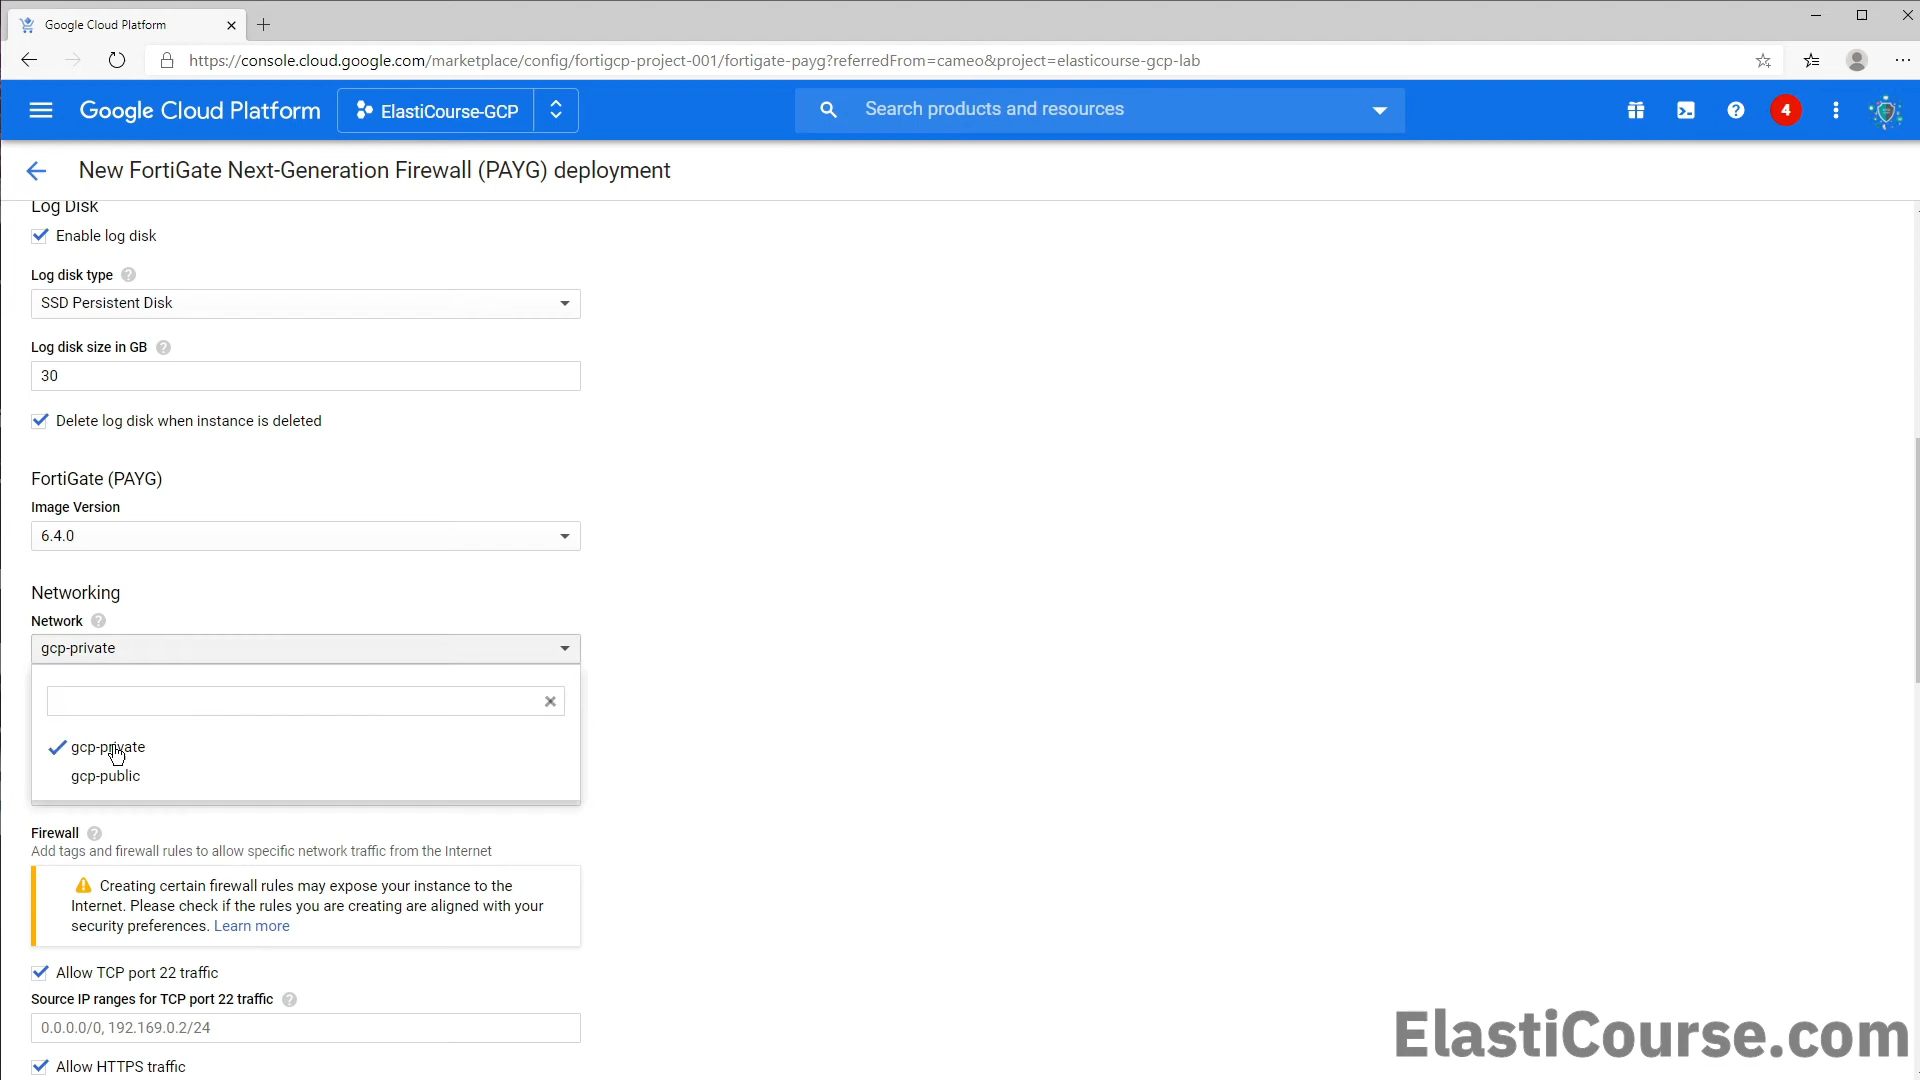 Google Cloud Platform
https://console.cloud.google.com/marketplace/config/fortigcp-project-001/fortigate-payg?referredFrom=cameo&project=elasticourse-gcp-lab
Google Cloud Platform
ElastiCourse-GCP
Search products and resources
4
New FortiGate Next-Generation Firewall (PAYG) deployment
Log Disk
Enable log disk
Log disk type
SSD Persistent Disk
Log disk size in GB
30
Delete log disk when instance is deleted
FortiGate (PAYG)
Image Version
6.4.0
Networking
Network
gcp-private
gcp-private
gcp-public
Firewall
Add tags and firewall rules to allow specific network traffic from the Internet
Creating certain firewall rules may expose your instance to the
Internet. Please check if the rules you are creating are aligned with your
security preferences. Learn more
Allow TCP port 22 traffic
Source IP ranges for TCP port 22 traffic
0.0.0.0/0, 192.169.0.2/24
Allow HTTPS traffic
ElastiCourse.com